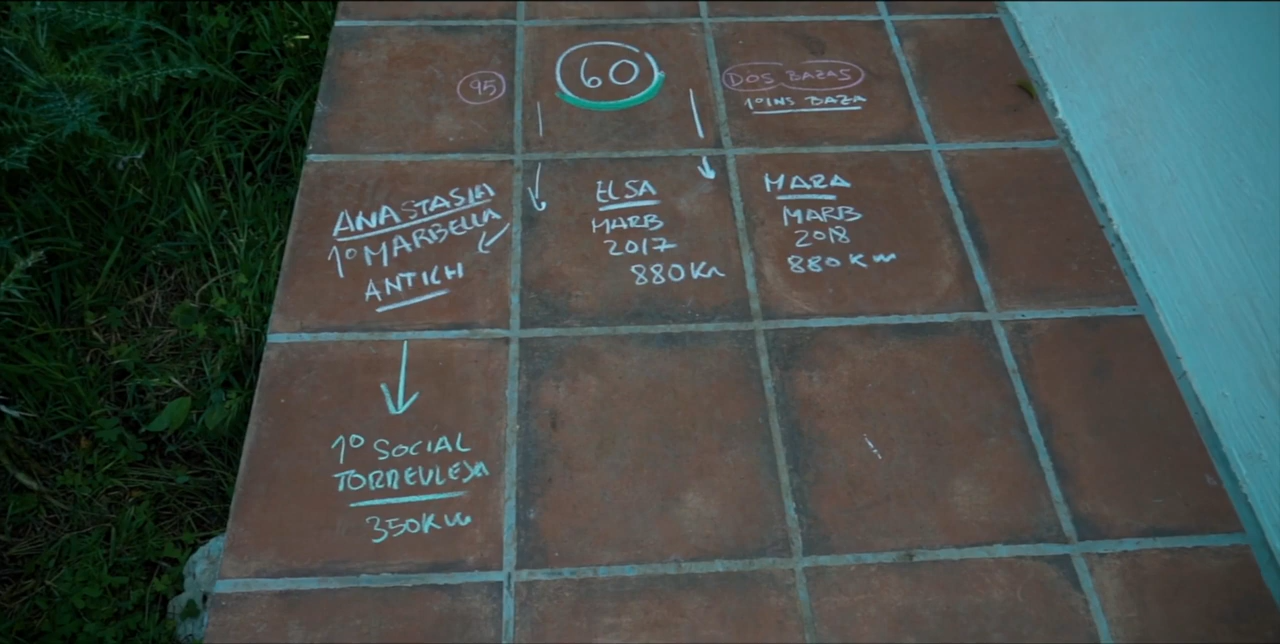 95
60
DOS BAZAS
1º INS BAZA
ANASTASIA
1º MARBELLA
ANTICH
ELSA
MARB
2017
880Km
MARA
MARB
2018
880Km
1º SOCIAL
350Km